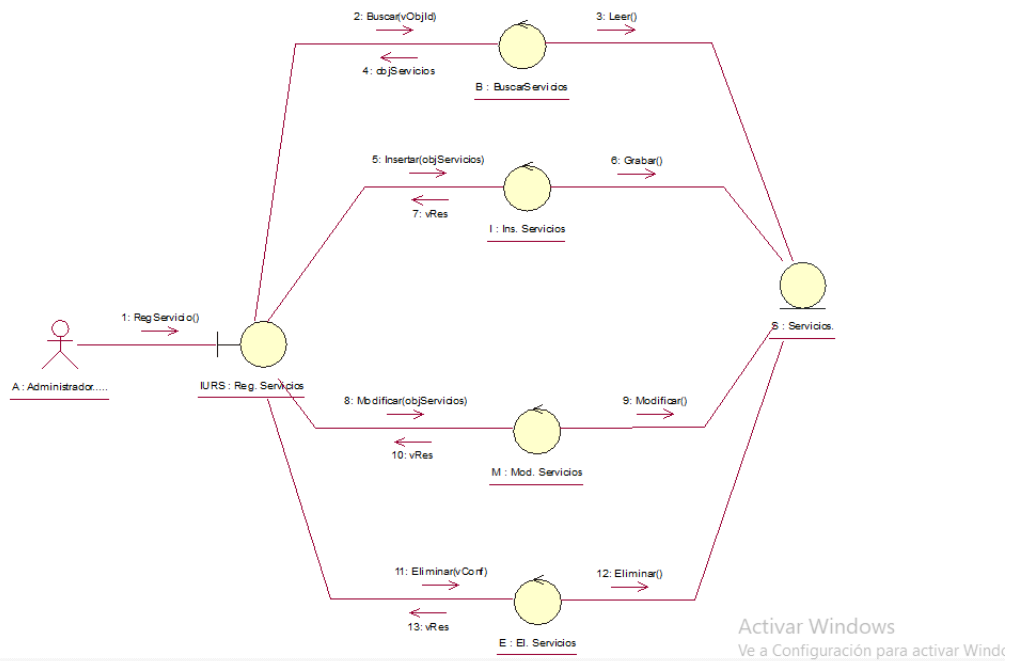 2: Buscar(vObjId)
3: Leer()
4: objServicios
B : BuscarServicios
5: Insertar(objServicios)
6: Grabar()
7: vRes
I : Ins. Servicios
1: RegServicio()
S : Servicios.
A : Administrador.....
IURS : Reg. Servicios
8: Modificar(objServicios)
9: Modificar()
10: vRes
M : Mod. Servicios
11: Eliminar(vConf)
12: Eliminar()
13: vRes
E : El. Servicios
Activar Windows
Ve a Configuración para activar Windo